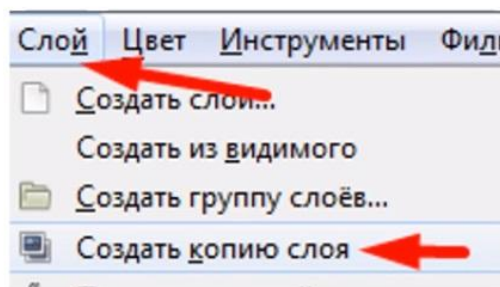 Слой Цвет Инструменты Фил
Создать слой...
Создать из видимого
Создать группу слоёв...
Создать копию слоя